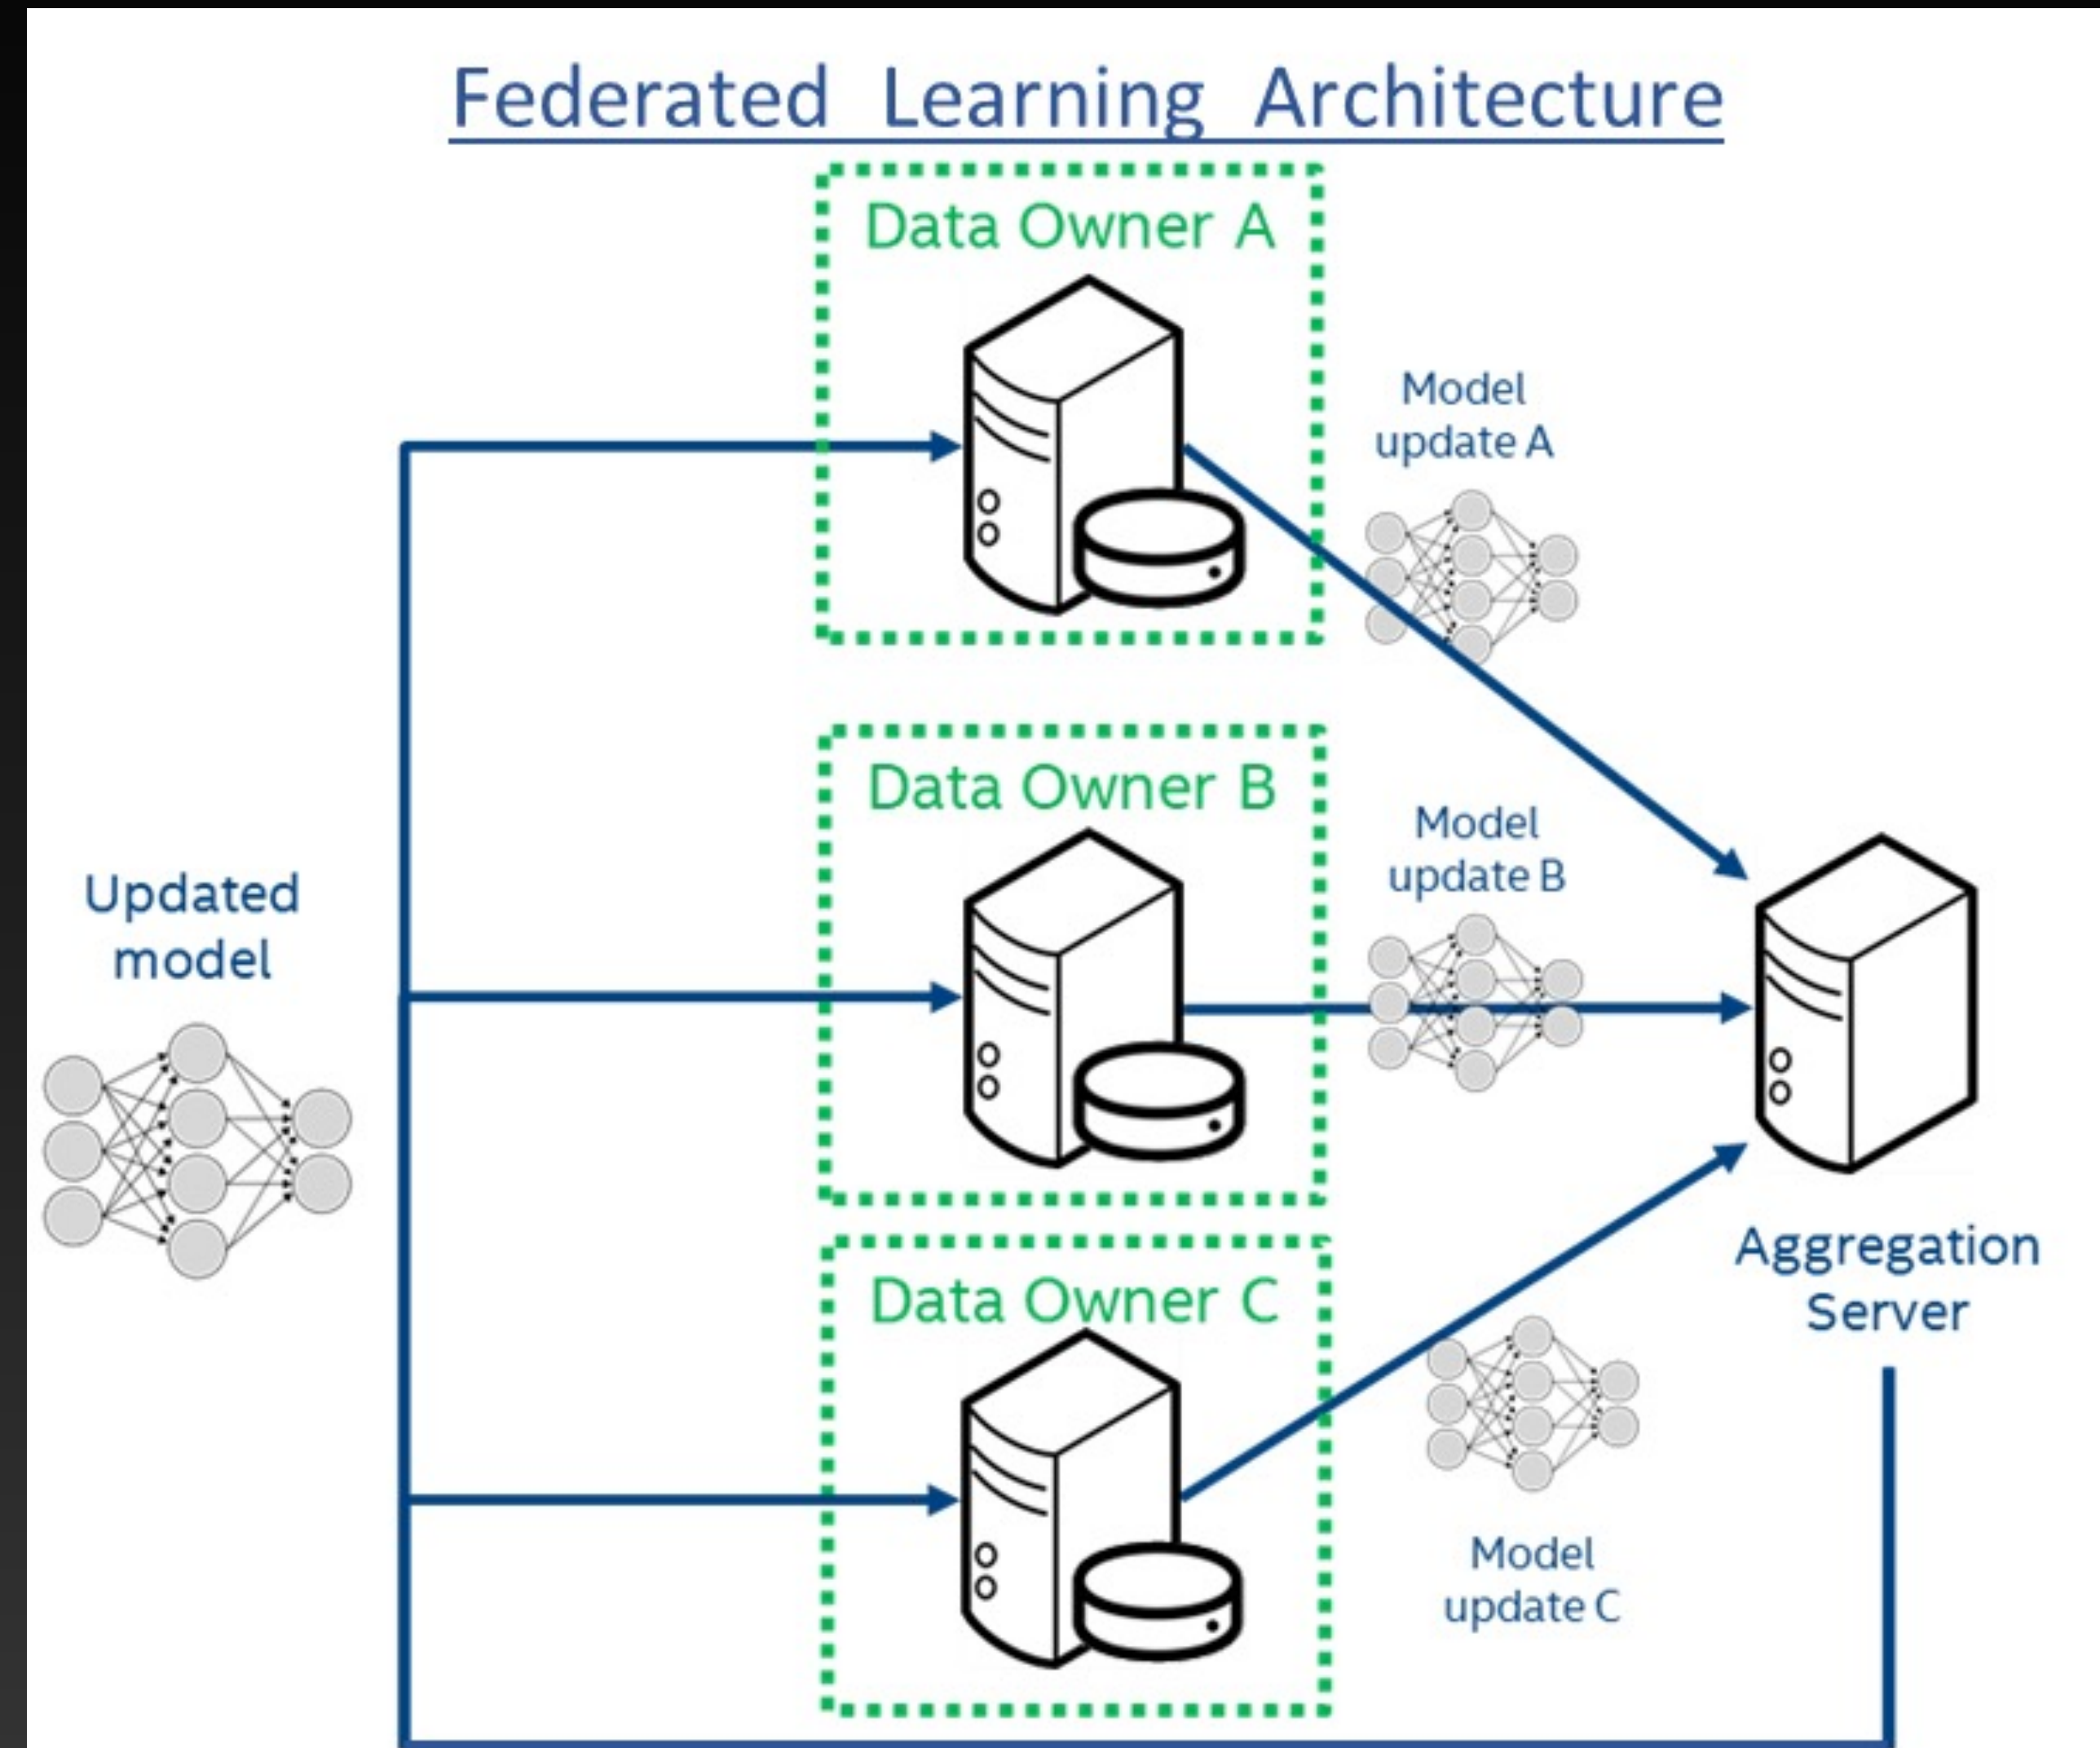 Federated Learning Architecture
Data Owner A
Model
update A
Data Owner B
Model
update B
Updated
model
Aggregation
Server
Data Owner C
Model
update C